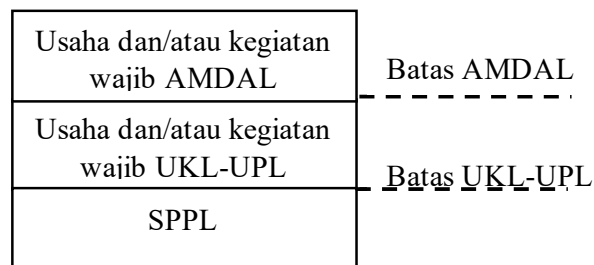 Usaha dan/atau kegiatan
wajib AMDAL
Batas AMDAL
Usaha dan/atau kegiatan
wajib UKL-UPL
Batas UKL-UPL
SPPL